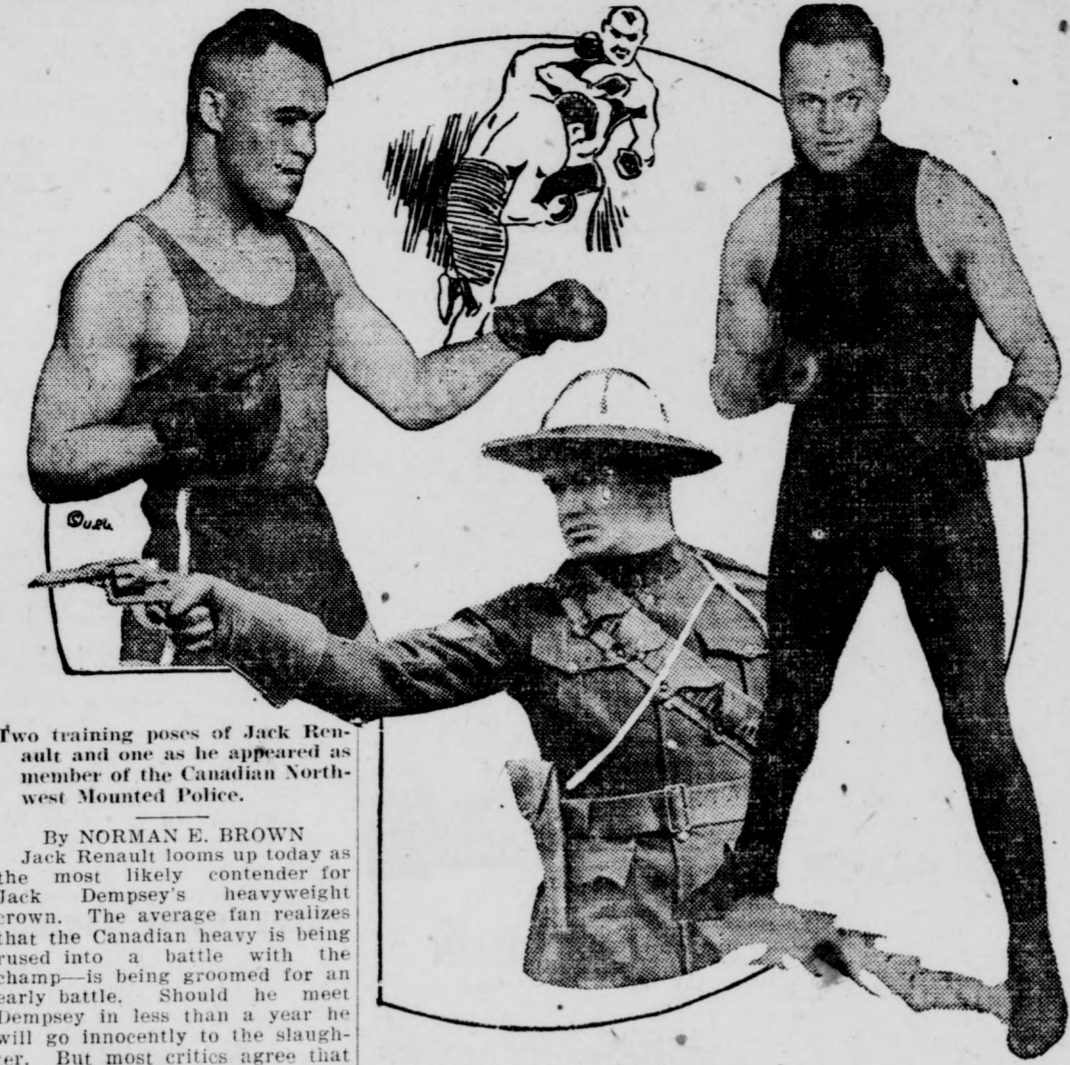 Two training poses of Jack Ren-
ault and one as he appeared as
member of the Canadian North-
west Mounted Police.
By NORMAN E. BROWN
Jack Renault looms up today as
the most likely contender for
Jack Dempsey's heavyweight
crown. The average fan realizes
that the Canadian heavy is being
rused into a battle with the
champ—is being groomed for an
early battle. Should he meet
Dempsey in less than a year he
will go innocently to the slaugh-
ter. But most critics agree that